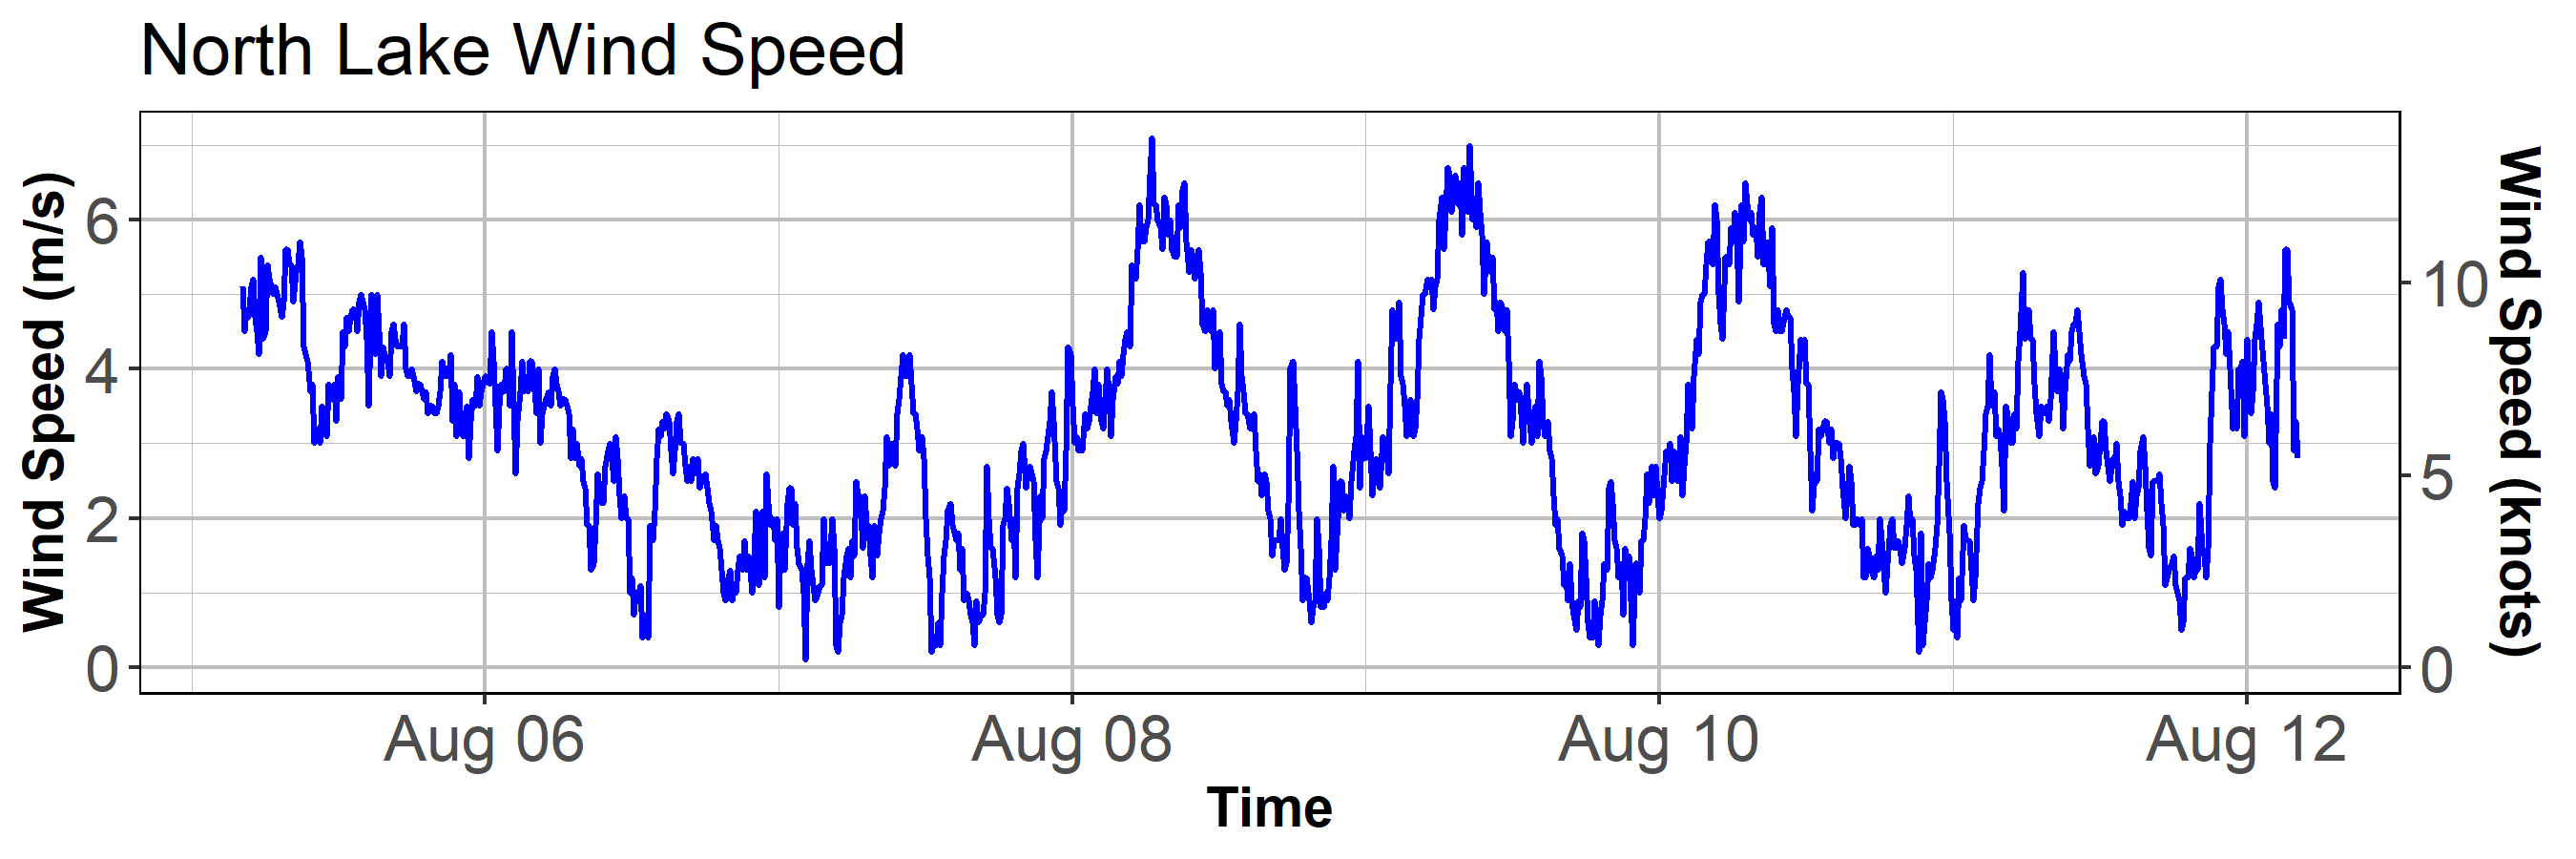 North Lake Wind Speed
Wind Speed (m/s)
6
4
2
0
10
5
0
Wind Speed (knots)
Aug 06
Aug 08
Aug 10
Aug 12
Time